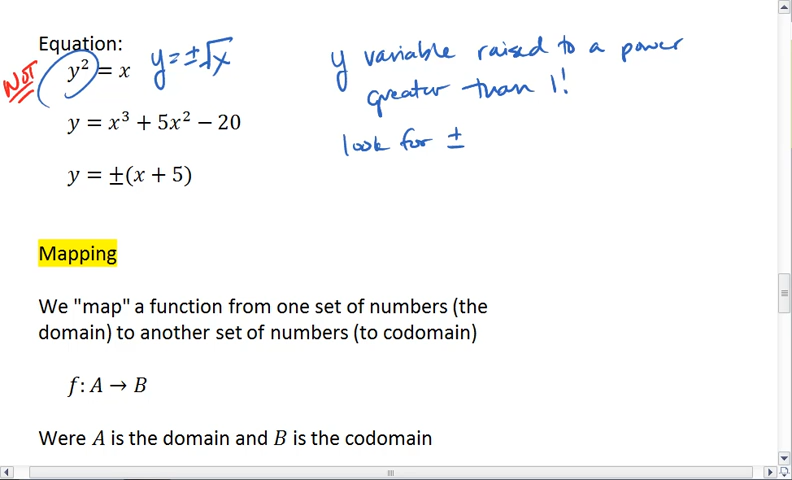 Equation:
NOT y² = x y = ±√x
y variable raised to a power
greater than 1!
y = x³ + 5x² − 20
look for ±
y = ±(x + 5)
Mapping
We "map" a function from one set of numbers (the
domain) to another set of numbers (to codomain)
f: A → B
Were A is the domain and B is the codomain